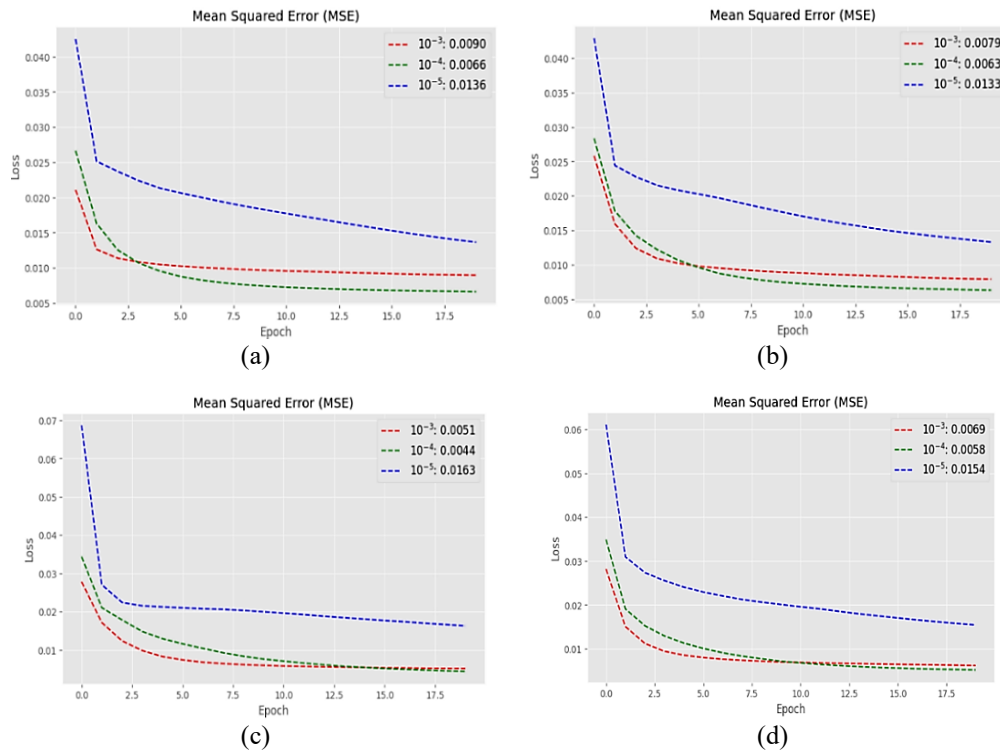 Mean Squared Error (MSE)
10⁻³: 0.0090
10⁻⁴: 0.0066
10⁻⁵: 0.0136
0.040
0.035
0.030
0.025
0.020
0.015
0.010
0.005
Loss
0.0 2.5 5.0 7.5 10.0 12.5 15.0 17.5
Epoch
(a)
Mean Squared Error (MSE)
10⁻³: 0.0079
10⁻⁴: 0.0063
10⁻⁵: 0.0133
0.040
0.035
0.030
0.025
0.020
0.015
0.010
0.005
Loss
0.0 2.5 5.0 7.5 10.0 12.5 15.0 17.5
Epoch
(b)
Mean Squared Error (MSE)
10⁻³: 0.0051
10⁻⁴: 0.0044
10⁻⁵: 0.0163
0.07
0.06
0.05
0.04
0.03
0.02
0.01
Loss
0.0 2.5 5.0 7.5 10.0 12.5 15.0 17.5
Epoch
(c)
Mean Squared Error (MSE)
10⁻³: 0.0069
10⁻⁴: 0.0058
10⁻⁵: 0.0154
0.06
0.05
0.04
0.03
0.02
0.01
Loss
0.0 2.5 5.0 7.5 10.0 12.5 15.0 17.5
Epoch
(d)